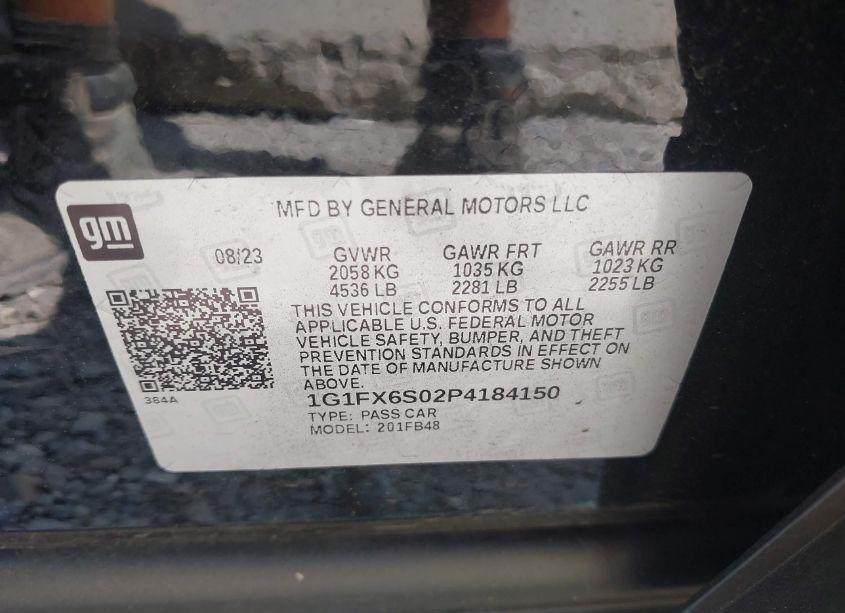 gm
MFD BY GENERAL MOTORS LLC
08/23 GVWR GAWR FRT GAWR RR
2058 KG 1035 KG 1023 KG
4536 LB 2281 LB 2255 LB
THIS VEHICLE CONFORMS TO ALL
APPLICABLE U.S. FEDERAL MOTOR
VEHICLE SAFETY, BUMPER, AND THEFT
PREVENTION STANDARDS IN EFFECT ON
THE DATE OF MANUFACTURE SHOWN
ABOVE.
384A
1G1FX6S02P4184150
TYPE: PASS CAR
MODEL: 201FB48